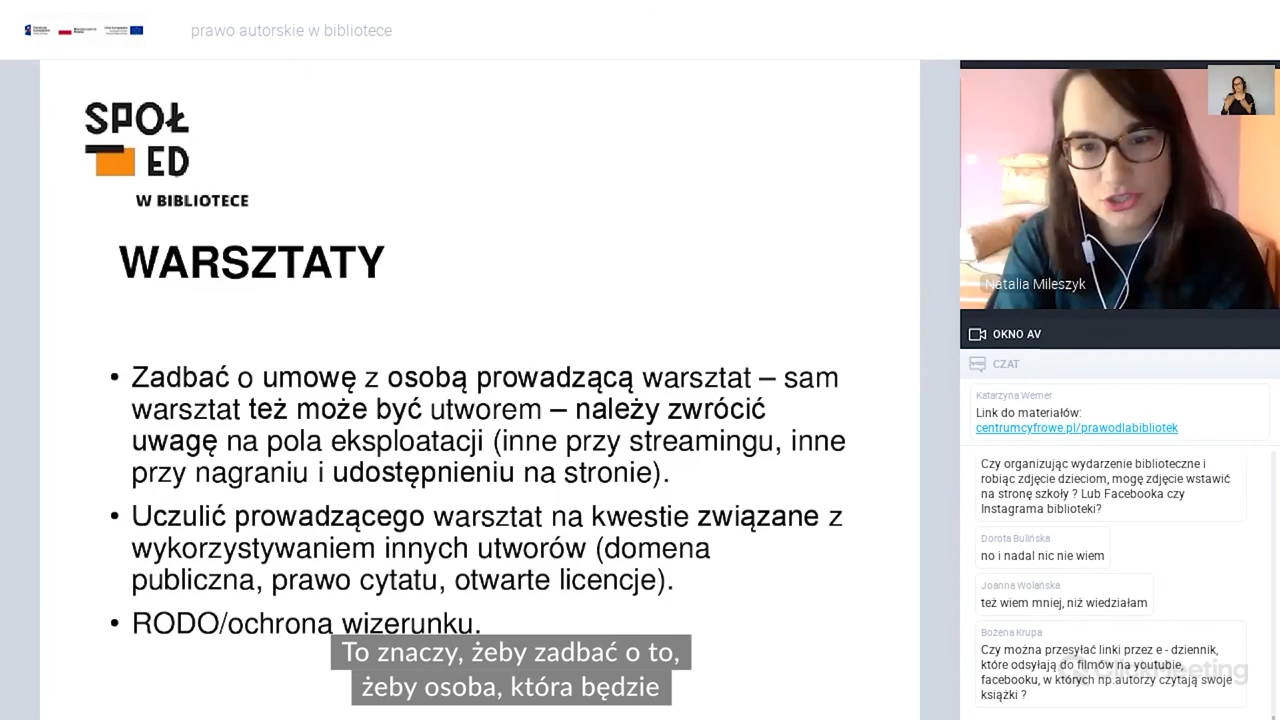 prawo autorskie w bibliotece
SPOŁ
ED
W BIBLIOTECE
WARSZTATY
• Zadbać o umowę z osobą prowadzącą warsztat – sam
warsztat też może być utworem – należy zwrócić
uwagę na pola eksploatacji (inne przy streamingu, inne
przy nagraniu i udostępnieniu na stronie).
• Uczulić prowadzącego warsztat na kwestie związane z
wykorzystywaniem innych utworów (domena
publiczna, prawo cytatu, otwarte licencje).
• RODO/ochrona wizerunku.
To znaczy, żeby zadbać o to,
żeby osoba, która będzie
Natalia Mileszyk
OKNO AV
CZAT
Katarzyna Werner
Link do materiałów:
centrumcyfrowe.pl/prawodlabibliotek
Czy organizując wydarzenie biblioteczne i
robiąc zdjęcie dzieciom, mogę zdjęcie wstawić
na stronę szkoły ? Lub Facebooka czy
Instagrama biblioteki?
Dorota Bulińska
no i nadal nic nie wiem
Joanna Wolańska
też wiem mniej, niż wiedziałam
Bożena Krupa
Czy można przesyłać linki przez e - dziennik,
które odsyłają do filmów na youtubie,
facebooku, w których np autorzy czytają swoje
książki ?
ClickMeeting